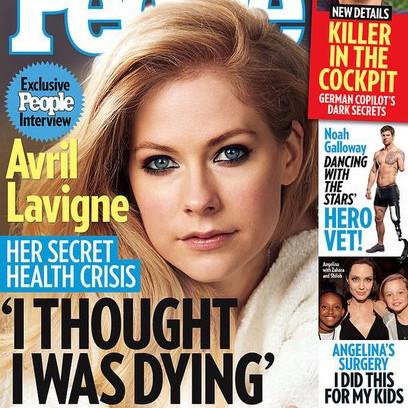 People
Exclusive
People
Interview
Avril
Lavigne
HER SECRET
HEALTH CRISIS
'I THOUGHT
I WAS DYING'
NEW DETAILS
KILLER
IN THE
COCKPIT
GERMAN COPILOT'S
DARK SECRETS
Noah
Galloway
DANCING
WITH
THE
STARS'
HERO
VET!
Angelina
with Zahara
and Shiloh
ANGELINA'S
SURGERY
I DID THIS
FOR MY KIDS